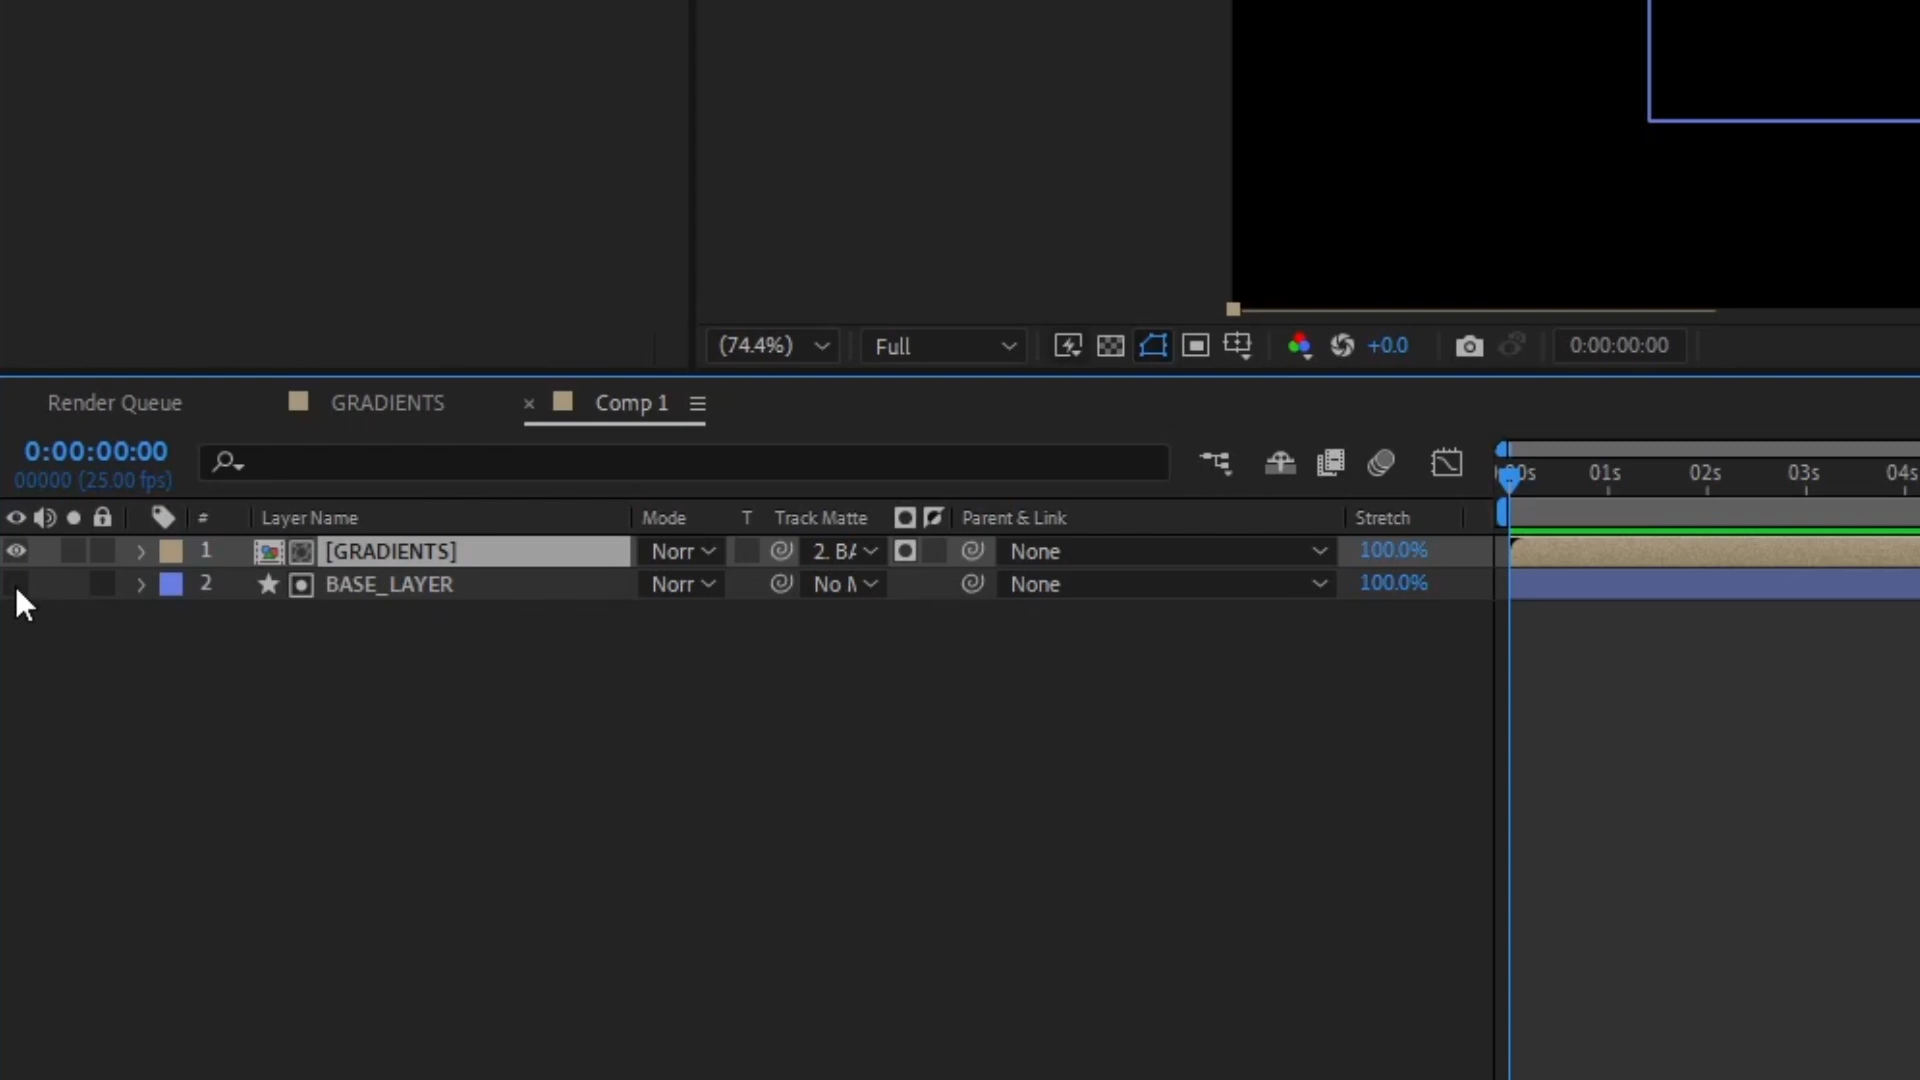 (74.4%) Full +0.0 0:00:00:00
Render Queue GRADIENTS × Comp 1
0:00:00:00
00000 (25.00 fps)
01s 02s 03s 04s
# Layer Name Mode T Track Matte Parent & Link Stretch
1 [GRADIENTS] Norr 2. BA None 100.0%
2 BASE_LAYER Norr No None 100.0%